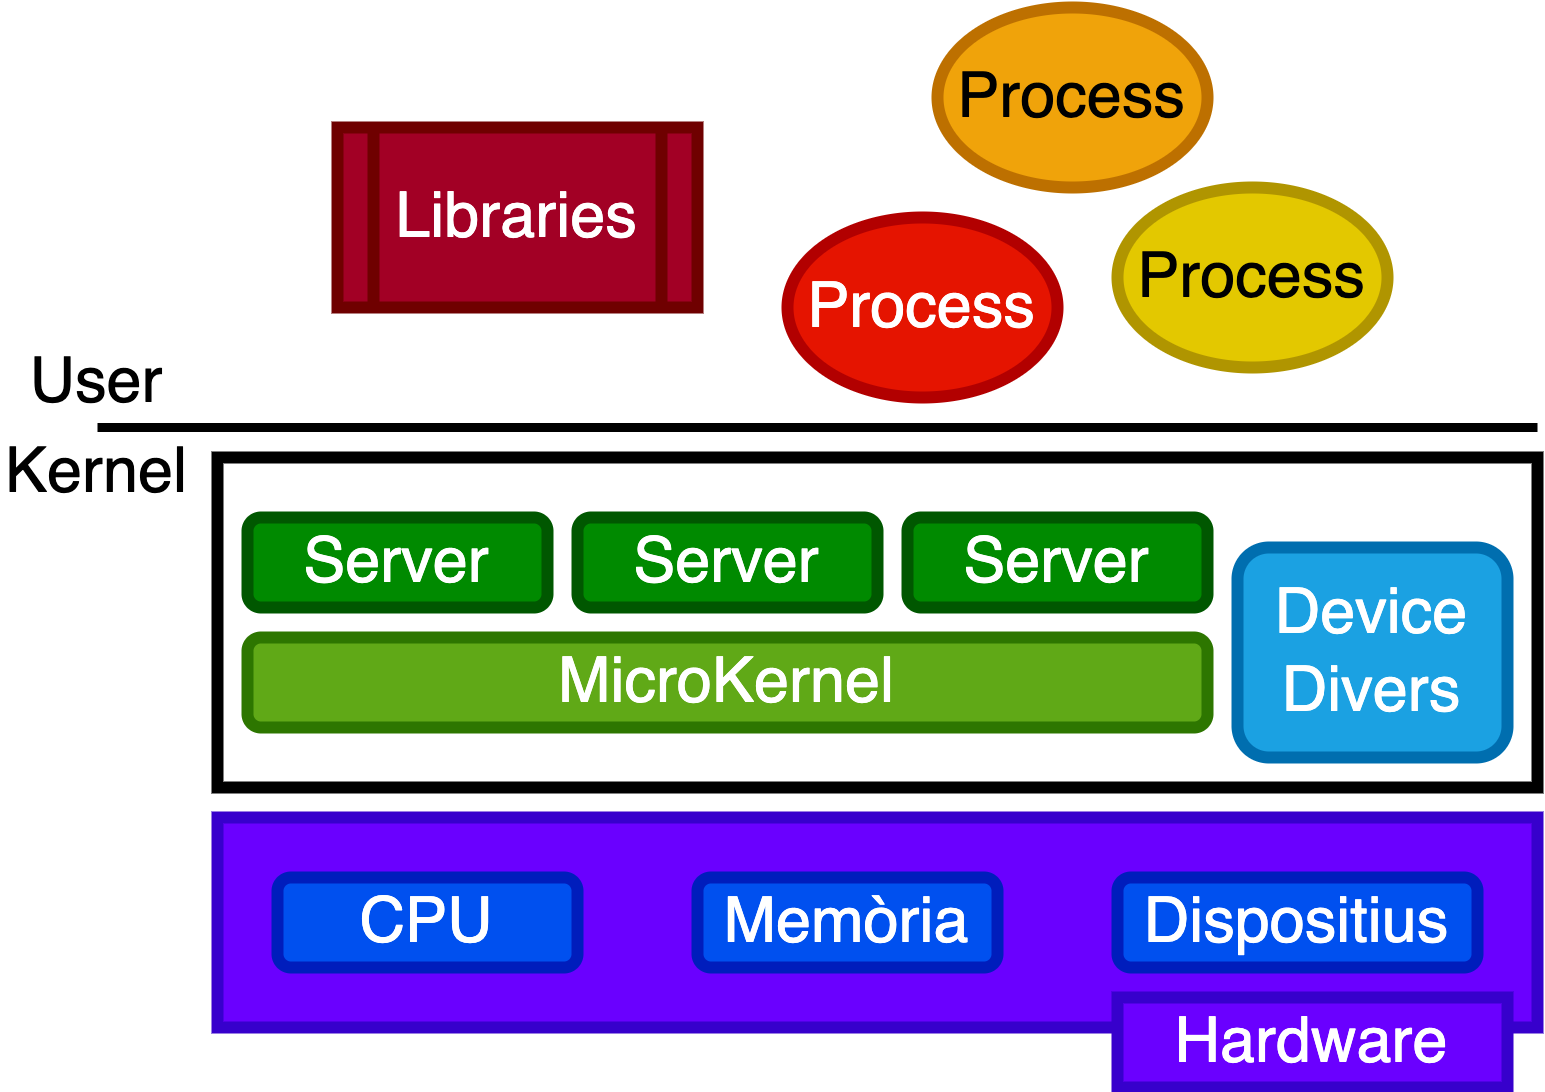 Process
Libraries
Process
Process
User
Kernel
Server
Server
Server
Device
Divers
MicroKernel
CPU
Memòria
Dispositius
Hardware